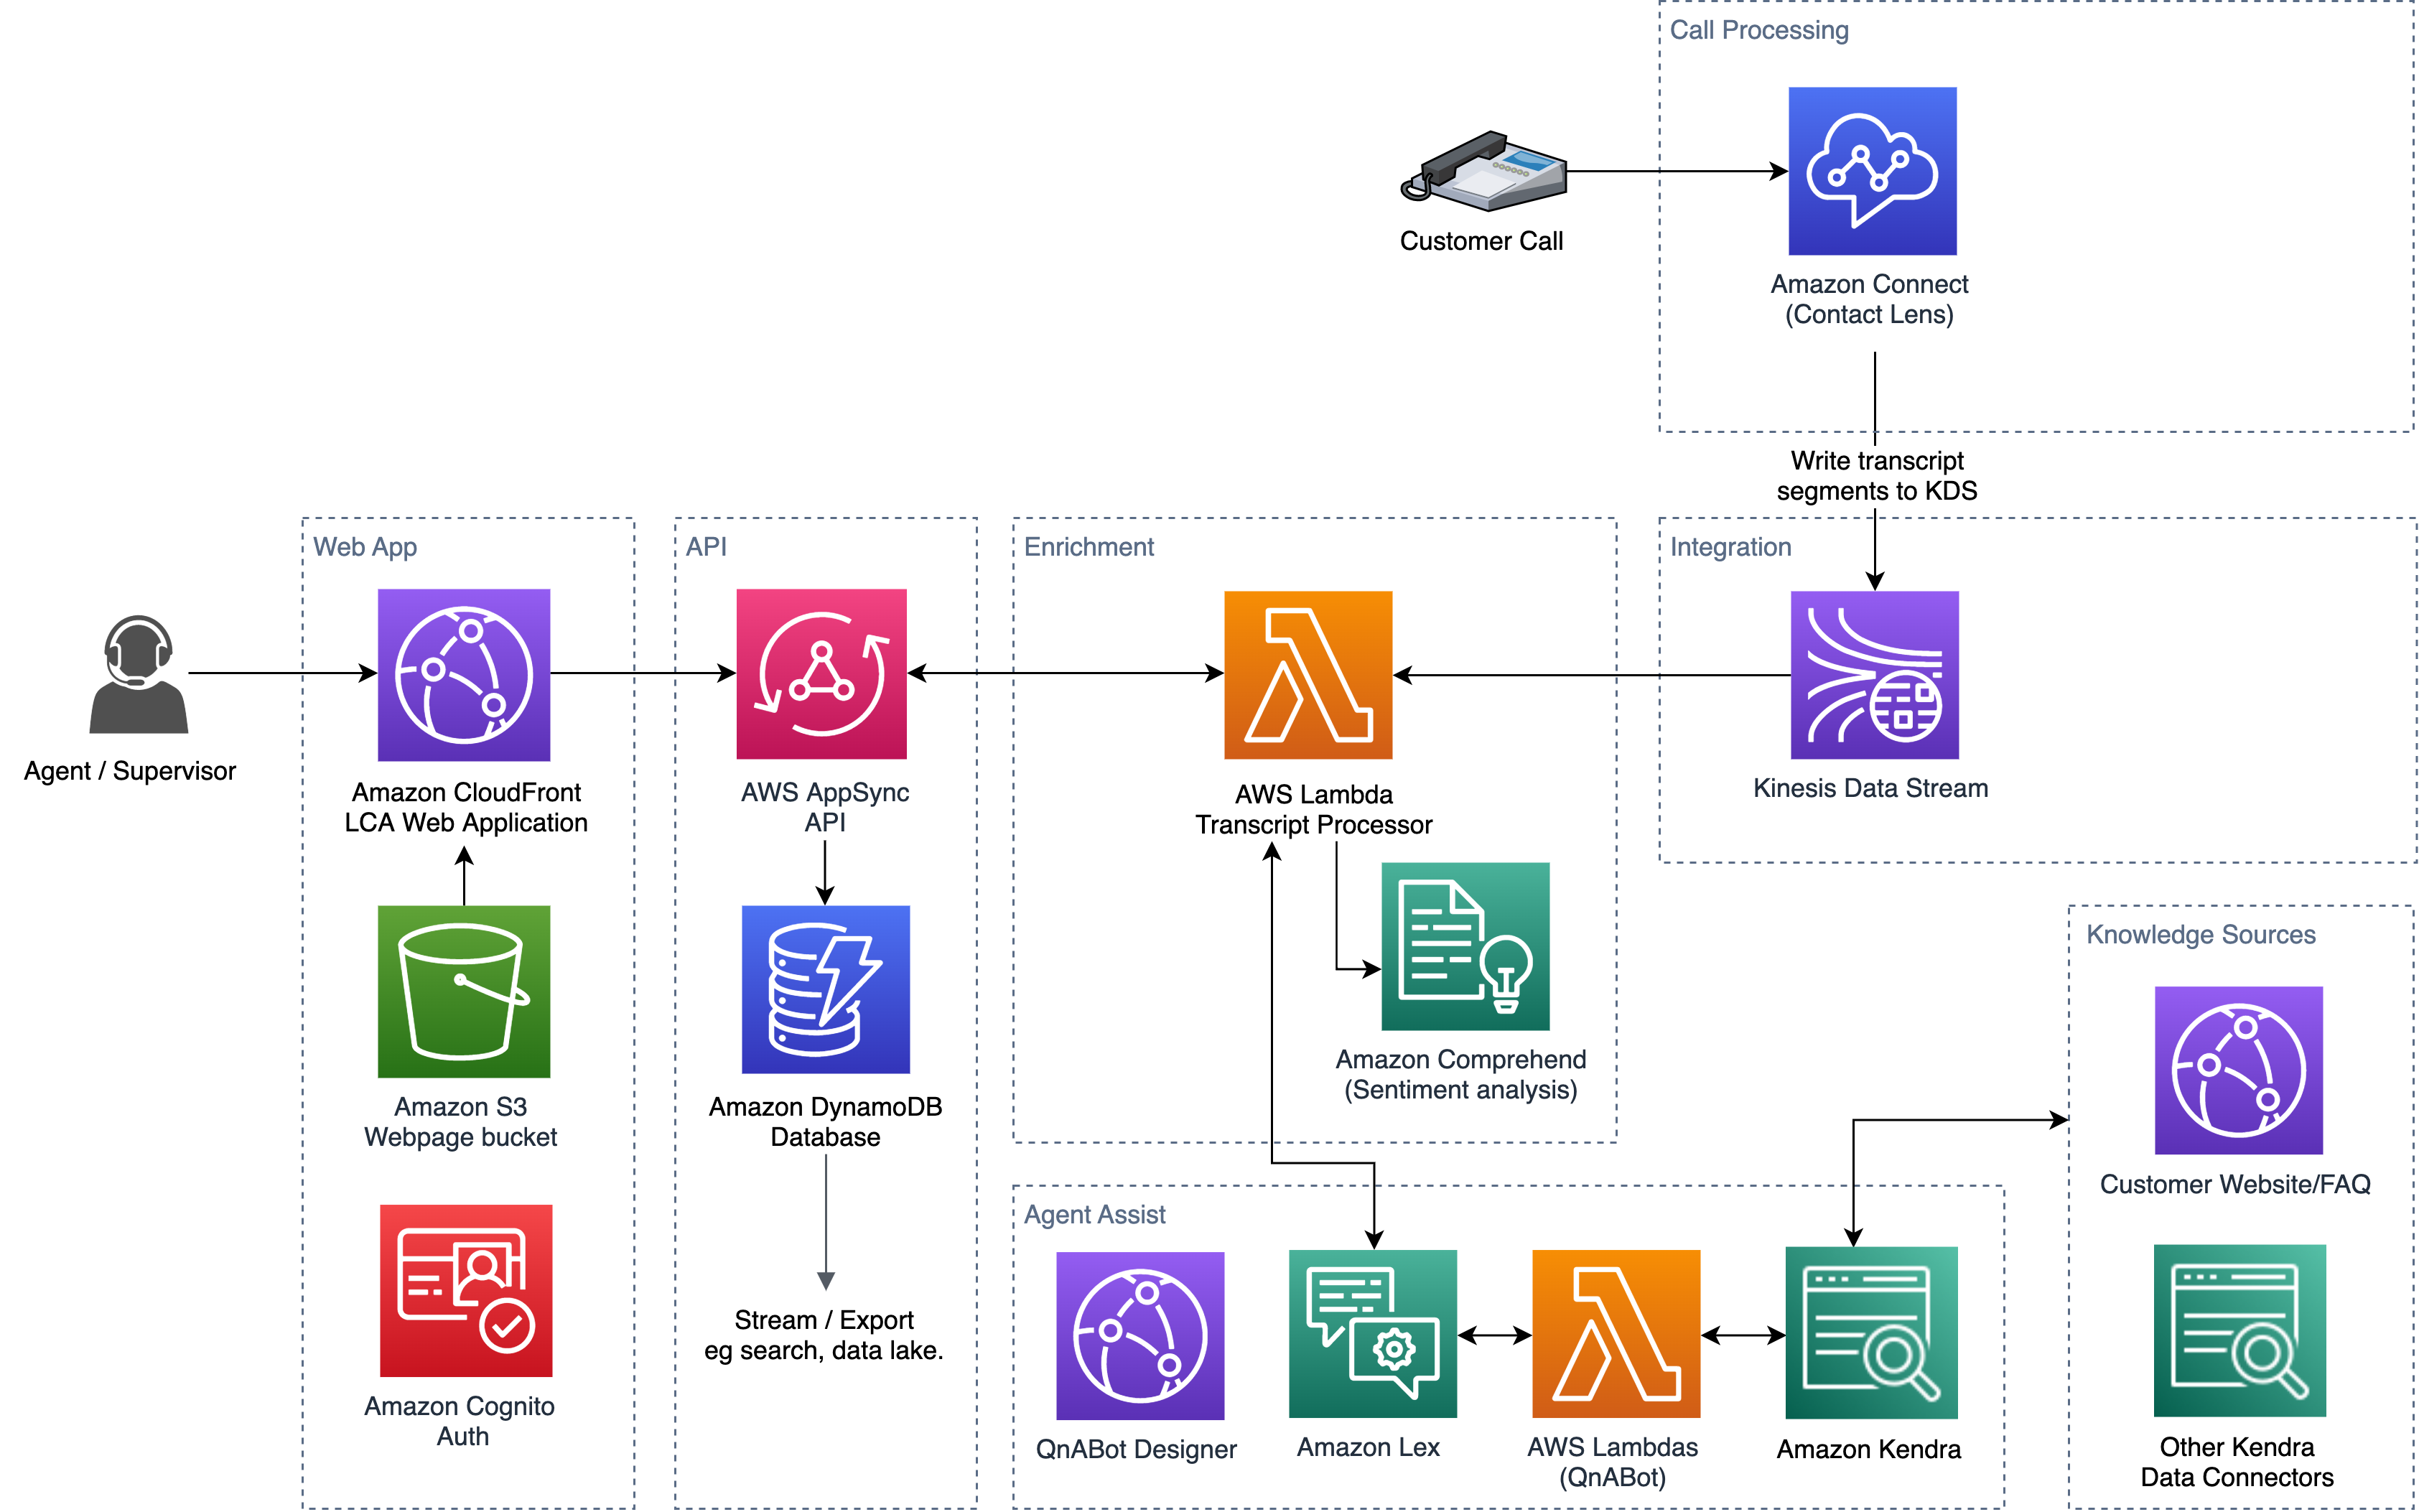 Call Processing
Customer Call
Amazon Connect
(Contact Lens)
Write transcript
segments to KDS
Web App
API
Enrichment
Integration
Agent / Supervisor
Amazon CloudFront
LCA Web Application
AWS AppSync
API
AWS Lambda
Transcript Processor
Kinesis Data Stream
Knowledge Sources
Amazon S3
Webpage bucket
Amazon DynamoDB
Database
Amazon Comprehend
(Sentiment analysis)
Customer Website/FAQ
Agent Assist
Stream / Export
eg search, data lake.
Amazon Cognito
Auth
QnABot Designer
Amazon Lex
AWS Lambdas
(QnABot)
Amazon Kendra
Other Kendra
Data Connectors